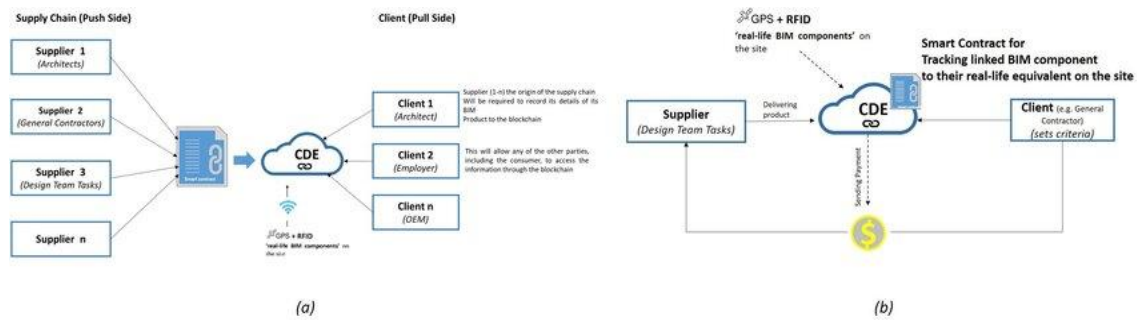 Supply Chain (Push Side)
Client (Pull Side)
Supplier 1
(Architects)
Supplier 2
(General Contractors)
Supplier 3
(Design Team Tasks)
Supplier n
Smart contract
CDE
GPS + RFID
'real-life BIM components' on
the site
Client 1
(Architect)
Client 2
(Employer)
Client n
(OEM)
Supplier (1-n) the origin of the supply chain
Will be required to record its details of its
BIM
Product to the blockchain
This will allow any of the other parties,
including the consumer, to access the
information through the blockchain
(a)
GPS + RFID
'real-life BIM components' on
the site
Smart Contract for
Tracking linked BIM component
to their real-life equivalent on the site
Supplier
(Design Team Tasks)
Delivering
product
CDE
Client (e.g. General
Contractor)
(sets criteria)
Sending Payment
$
(b)